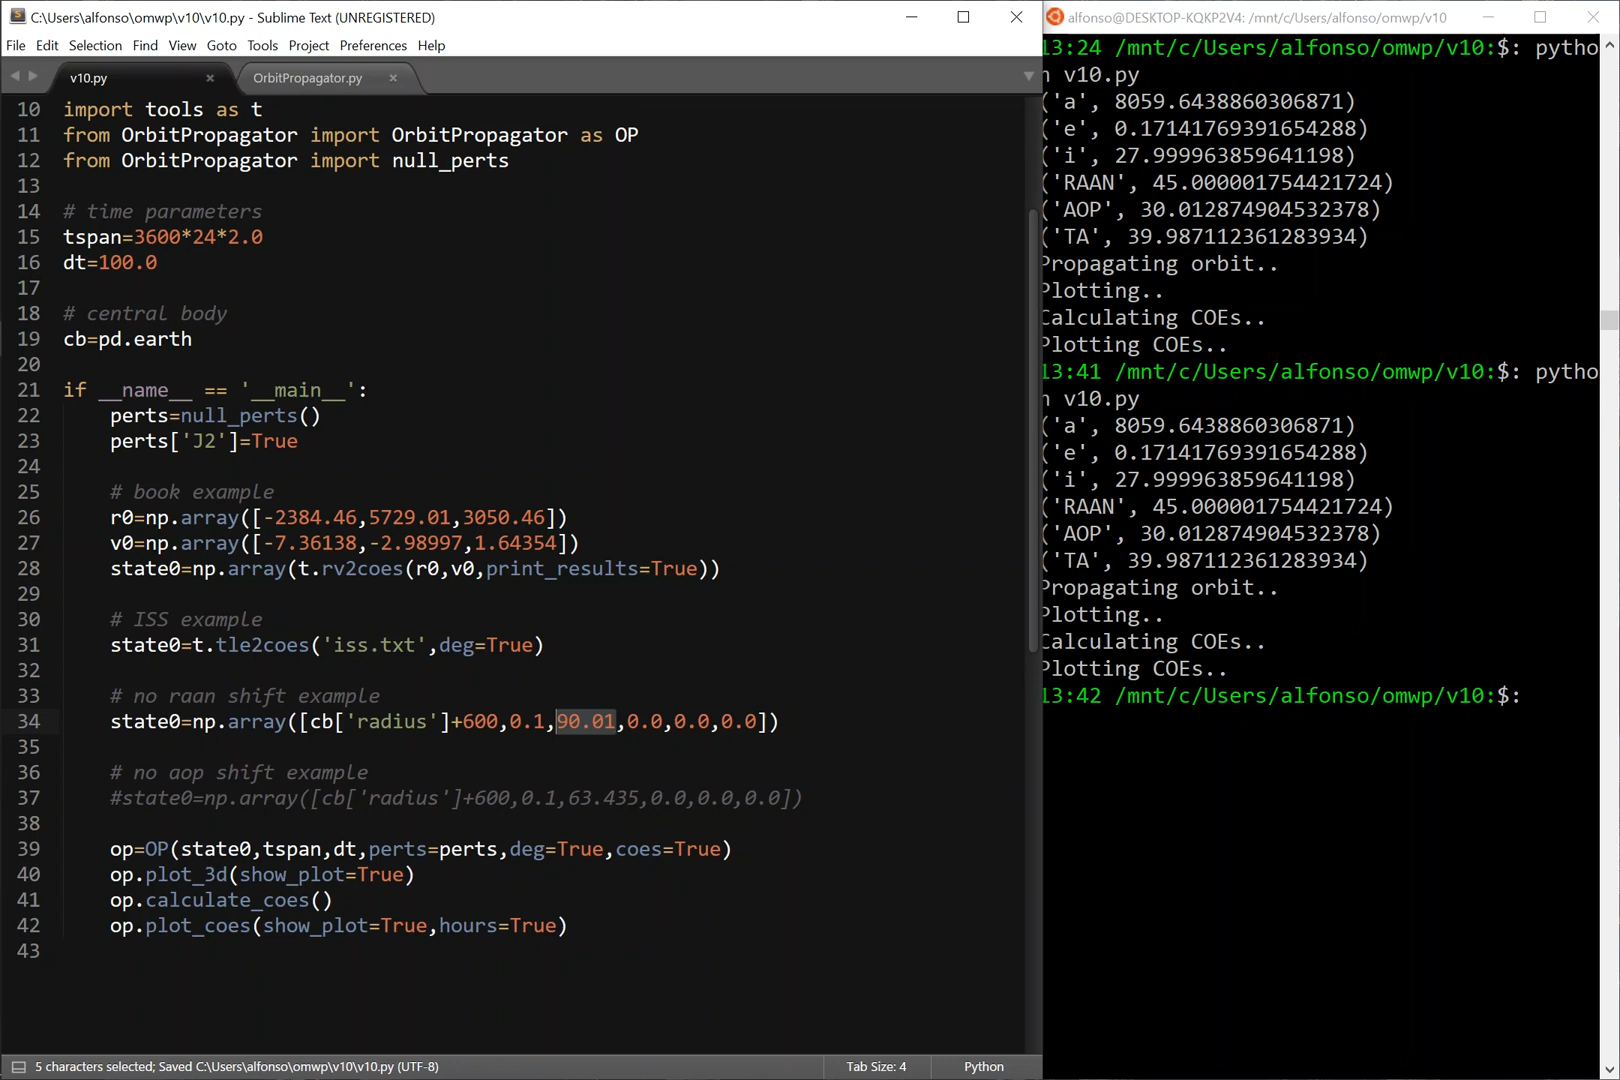 C:\Users\alfonso\omwp\v10\v10.py - Sublime Text (UNREGISTERED)
File Edit Selection Find View Goto Tools Project Preferences Help
v10.py × OrbitPropagator.py ×
10 import tools as t
11 from OrbitPropagator import OrbitPropagator as OP
12 from OrbitPropagator import null_perts
13
14 # time parameters
15 tspan=3600*24*2.0
16 dt=100.0
17
18 # central body
19 cb=pd.earth
20
21 if __name__ == '__main__':
22 perts=null_perts()
23 perts['J2']=True
24
25 # book example
26 r0=np.array([-2384.46,5729.01,3050.46])
27 v0=np.array([-7.36138,-2.98997,1.64354])
28 state0=np.array(t.rv2coes(r0,v0,print_results=True))
29
30 # ISS example
31 state0=t.tle2coes('iss.txt',deg=True)
32
33 # no raan shift example
34 state0=np.array([cb['radius']+600,0.1,90.01,0.0,0.0,0.0])
35
36 # no aop shift example
37 #state0=np.array([cb['radius']+600,0.1,63.435,0.0,0.0,0.0])
38
39 op=OP(state0,tspan,dt,perts=perts,deg=True,coes=True)
40 op.plot_3d(show_plot=True)
41 op.calculate_coes()
42 op.plot_coes(show_plot=True,hours=True)
43
5 characters selected; Saved C:\Users\alfonso\omwp\v10\v10.py (UTF-8) Tab Size: 4 Python
alfonso@DESKTOP-KQKP2V4: /mnt/c/Users/alfonso/omwp/v10
13:24 /mnt/c/Users/alfonso/omwp/v10:$: pytho
n v10.py
('a', 8059.6438860306871)
('e', 0.17141769391654288)
('i', 27.999963859641198)
('RAAN', 45.000001754421724)
('AOP', 30.012874904532378)
('TA', 39.987112361283934)
Propagating orbit..
Plotting..
Calculating COEs..
Plotting COEs..
13:41 /mnt/c/Users/alfonso/omwp/v10:$: pytho
n v10.py
('a', 8059.6438860306871)
('e', 0.17141769391654288)
('i', 27.999963859641198)
('RAAN', 45.000001754421724)
('AOP', 30.012874904532378)
('TA', 39.987112361283934)
Propagating orbit..
Plotting..
Calculating COEs..
Plotting COEs..
13:42 /mnt/c/Users/alfonso/omwp/v10:$: